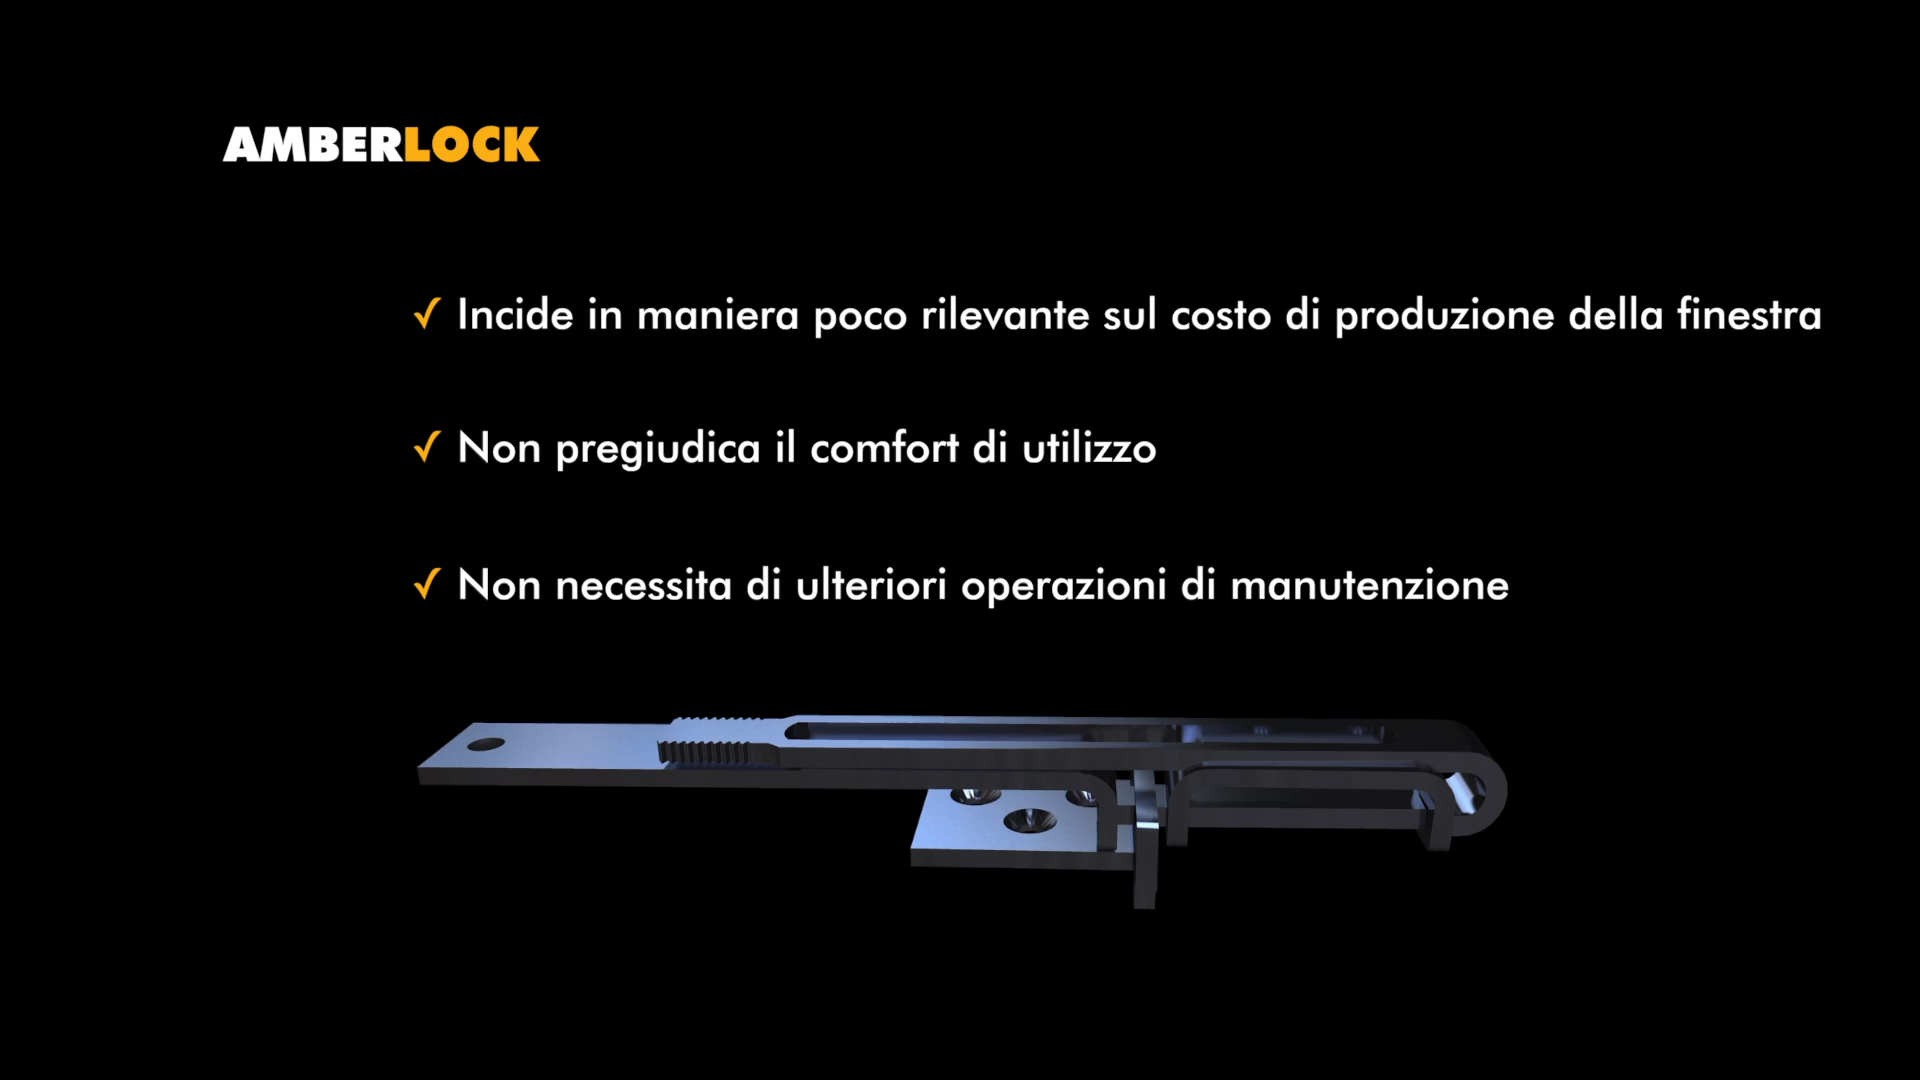 AMBERLOCK
✓ Incide in maniera poco rilevante sul costo di produzione della finestra
✓ Non pregiudica il comfort di utilizzo
✓ Non necessita di ulteriori operazioni di manutenzione